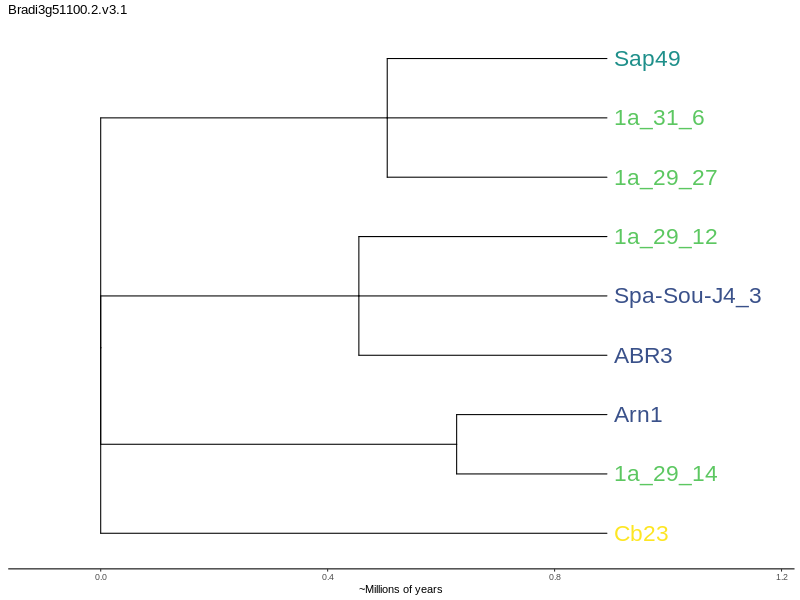 Bradi3g51100.2.v3.1
Sap49
1a_31_6
1a_29_27
1a_29_12
Spa-Sou-J4_3
ABR3
Arn1
1a_29_14
Cb23
0.0 0.4 0.8 1.2
~Millions of years